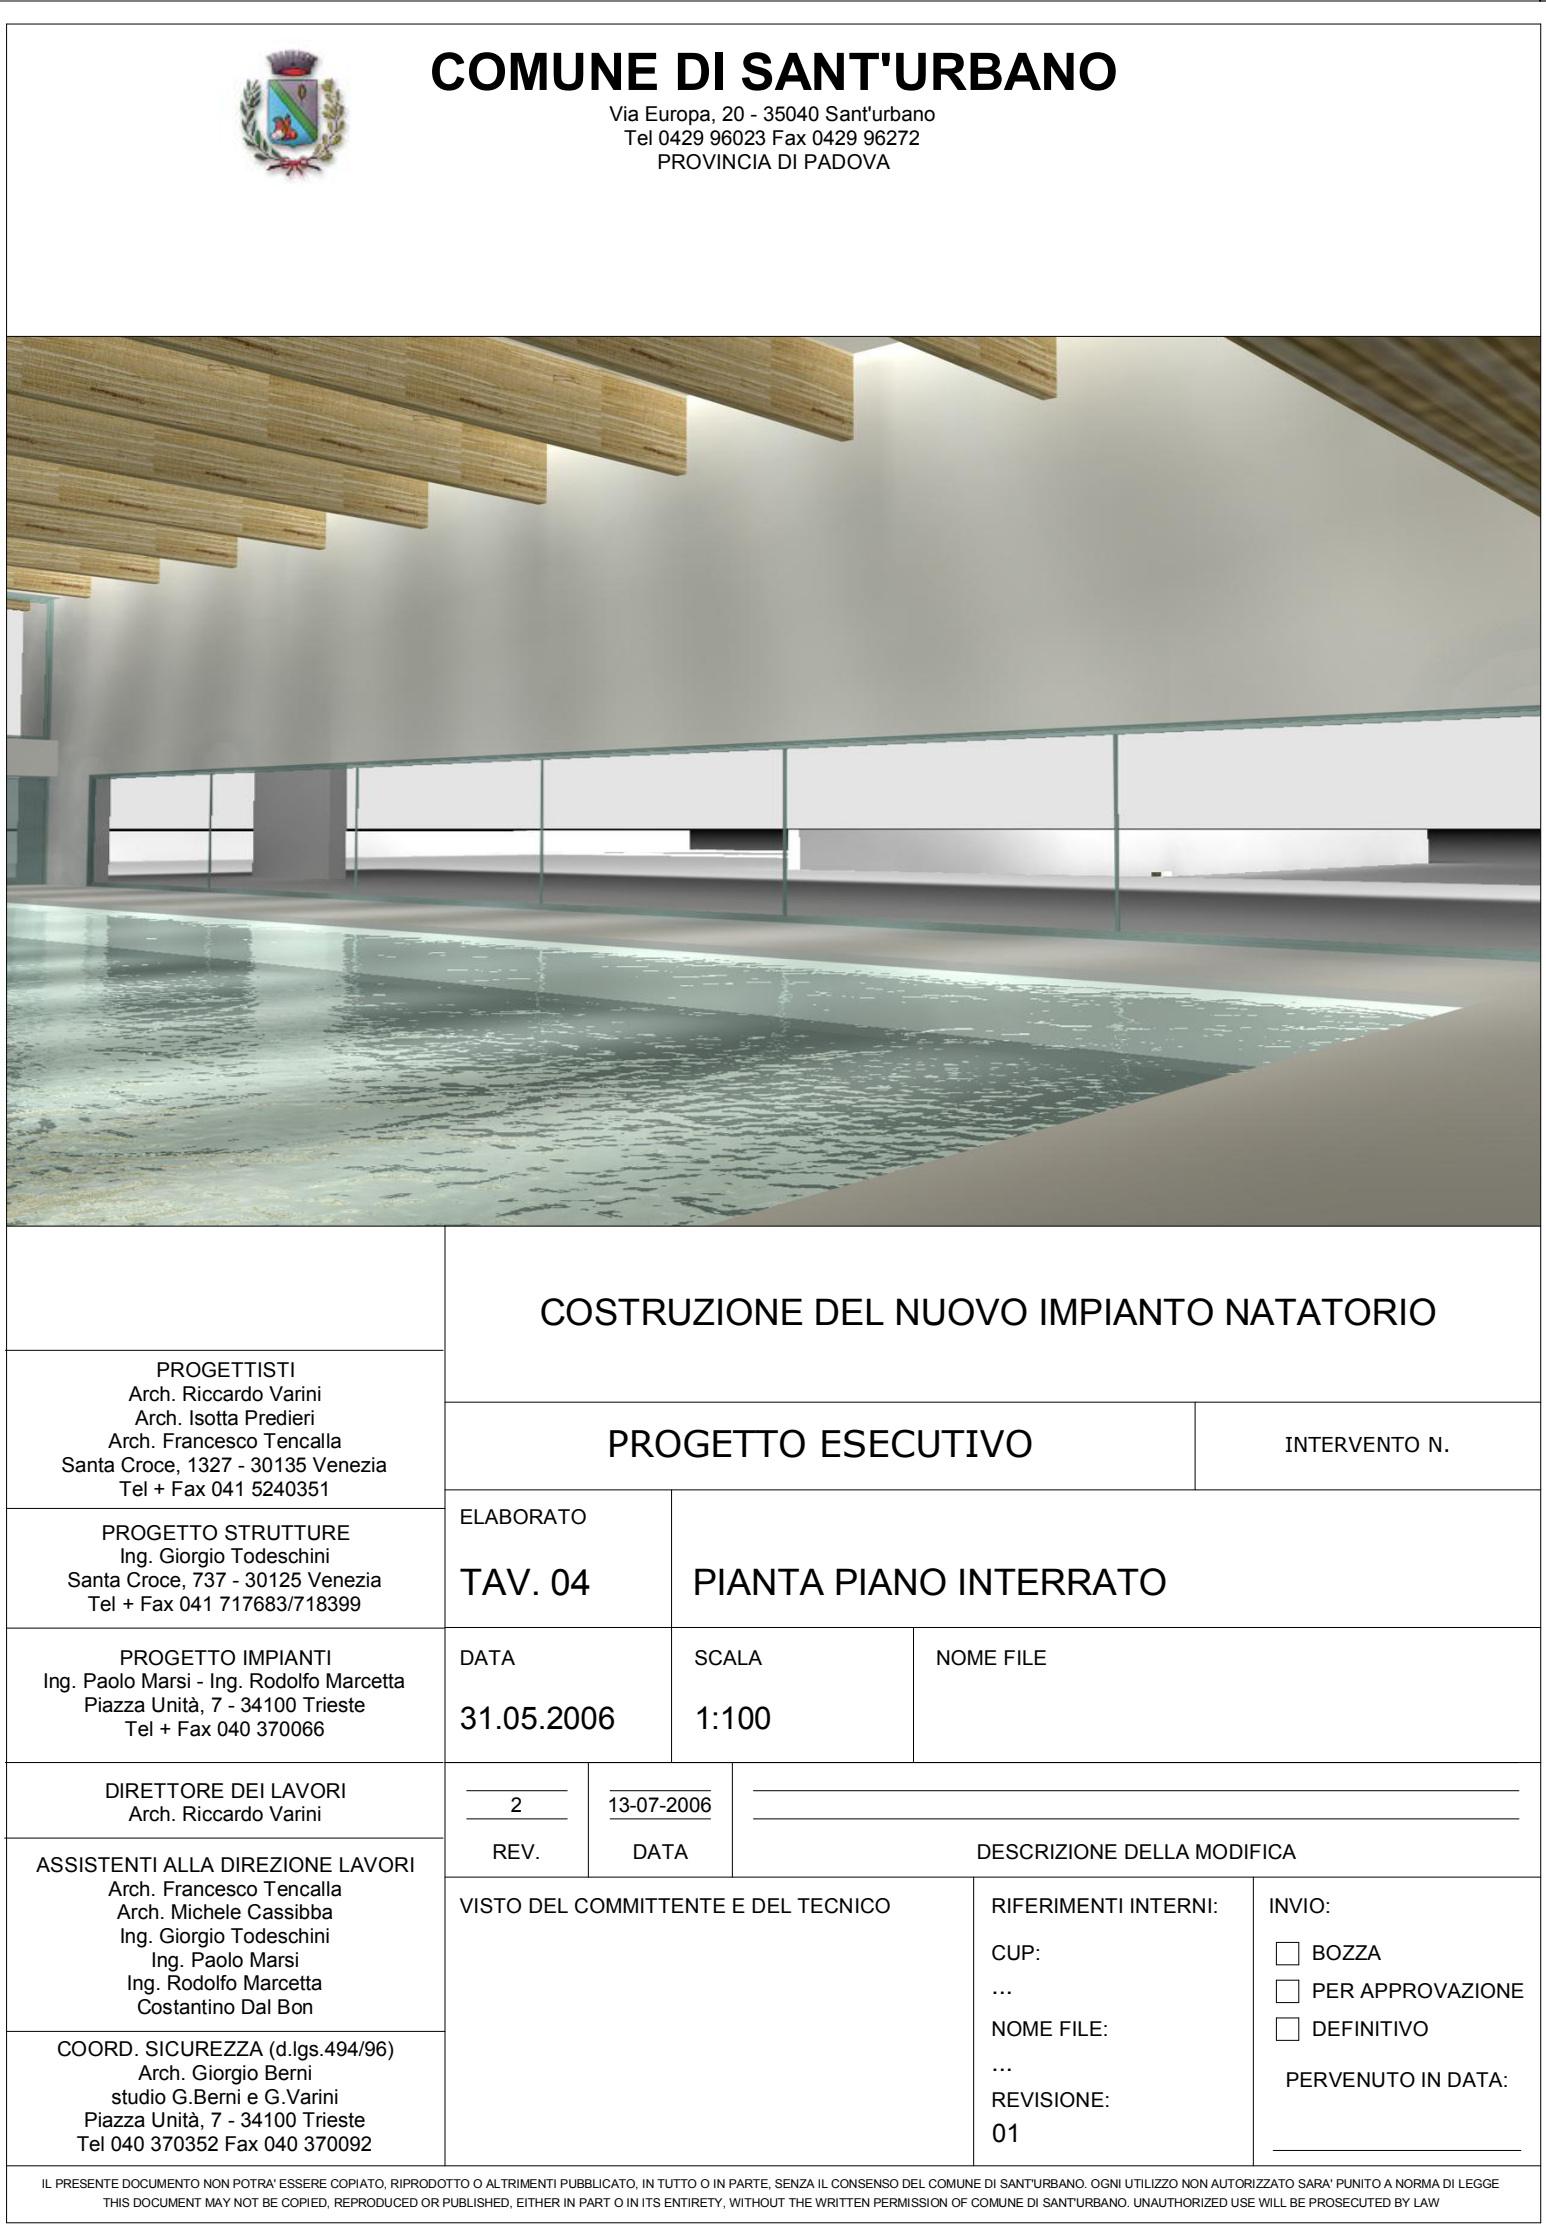 COMUNE DI SANT'URBANO
Via Europa, 20 - 35040 Sant'urbano
Tel 0429 96023 Fax 0429 96272
PROVINCIA DI PADOVA
COSTRUZIONE DEL NUOVO IMPIANTO NATATORIO
PROGETTISTI
Arch. Riccardo Varini
Arch. Isotta Predieri
Arch. Francesco Tencalla
Santa Croce, 1327 - 30135 Venezia
Tel + Fax 041 5240351
PROGETTO STRUTTURE
Ing. Giorgio Todeschini
Santa Croce, 737 - 30125 Venezia
Tel + Fax 041 717683/718399
PROGETTO IMPIANTI
Ing. Paolo Marsi - Ing. Rodolfo Marcetta
Piazza Unità, 7 - 34100 Trieste
Tel + Fax 040 370066
DIRETTORE DEI LAVORI
Arch. Riccardo Varini
ASSISTENTI ALLA DIREZIONE LAVORI
Arch. Francesco Tencalla
Arch. Michele Cassibba
Ing. Giorgio Todeschini
Ing. Paolo Marsi
Ing. Rodolfo Marcetta
Costantino Dal Bon
COORD. SICUREZZA (d.lgs.494/96)
Arch. Giorgio Berni
studio G.Berni e G.Varini
Piazza Unità, 7 - 34100 Trieste
Tel 040 370352 Fax 040 370092
PROGETTO ESECUTIVO
INTERVENTO N.
ELABORATO
TAV. 04
PIANTA PIANO INTERRATO
DATA
31.05.2006
SCALA
1:100
NOME FILE
2
13-07-2006
REV.
DATA
DESCRIZIONE DELLA MODIFICA
VISTO DEL COMMITTENTE E DEL TECNICO
RIFERIMENTI INTERNI:
CUP:
...
NOME FILE:
...
REVISIONE:
01
INVIO:
BOZZA
PER APPROVAZIONE
DEFINITIVO
PERVENUTO IN DATA:
IL PRESENTE DOCUMENTO NON POTRA' ESSERE COPIATO, RIPRODOTTO O ALTRIMENTI PUBBLICATO, IN TUTTO O IN PARTE, SENZA IL CONSENSO DEL COMUNE DI SANT'URBANO. OGNI UTILIZZO NON AUTORIZZATO SARA' PUNITO A NORMA DI LEGGE
THIS DOCUMENT MAY NOT BE COPIED, REPRODUCED OR PUBLISHED, EITHER IN PART O IN ITS ENTIRETY, WITHOUT THE WRITTEN PERMISSION OF COMUNE DI SANT'URBANO. UNAUTHORIZED USE WILL BE PROSECUTED BY LAW